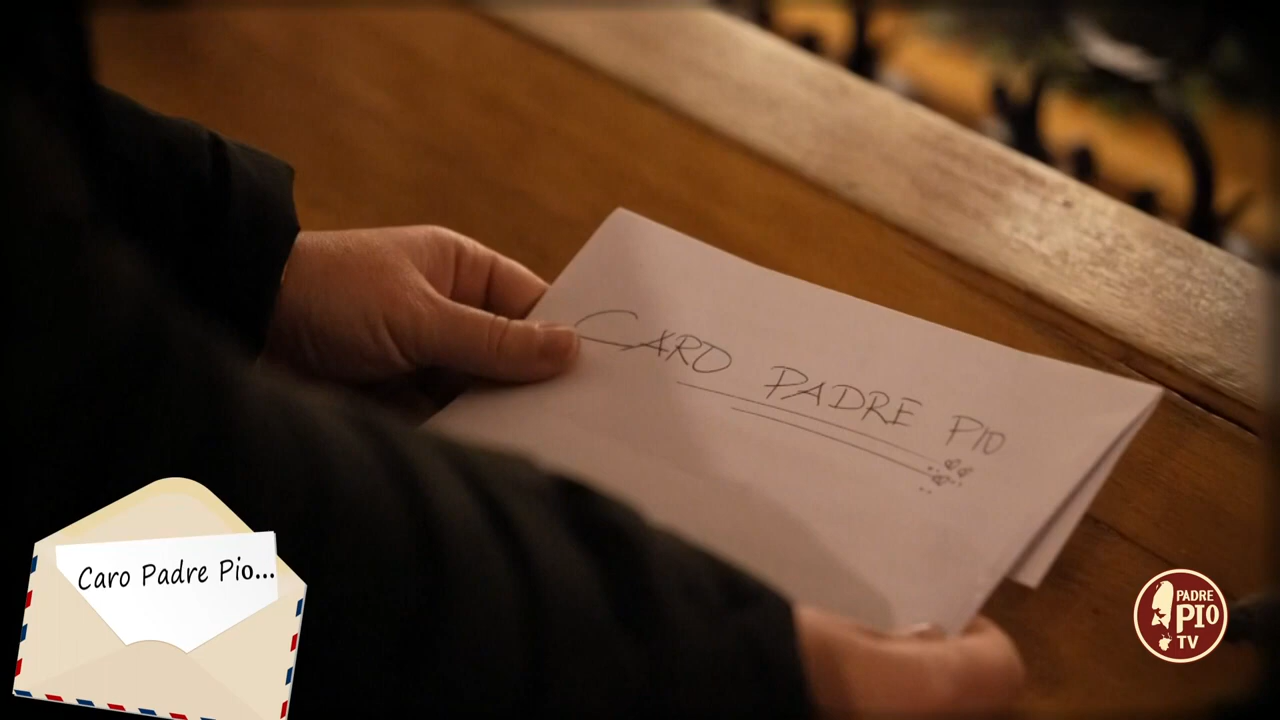 CARO PADRE PIO
Caro Padre Pio...
PADRE
PIO
TV